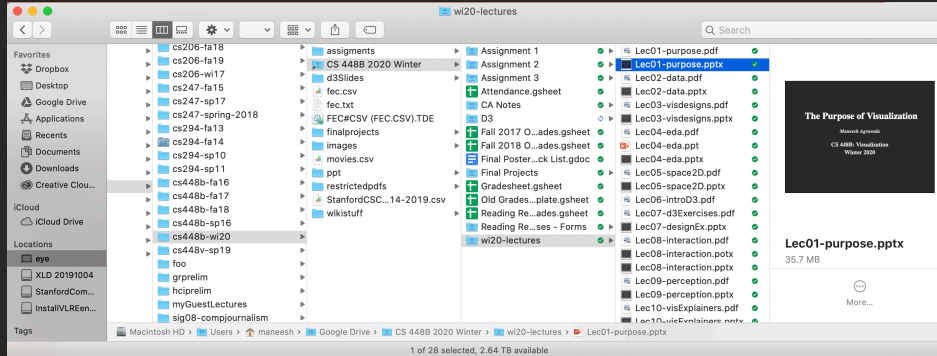 wi20-lectures
Search
Favorites
Dropbox
Desktop
Google Drive
Applications
Recents
Documents
Downloads
Creative Clou...
iCloud
iCloud Drive
Locations
eye
XLD 20191004
StanfordCom...
InstallVLREen...
Tags
cs206-fa18
cs206-fa19
cs206-wi17
cs247-fa15
cs247-sp17
cs247-spring-2018
cs294-fa13
cs294-fa14
cs294-sp10
cs294-sp11
cs448b-fa16
cs448b-fa17
cs448b-fa18
cs448b-sp16
cs448b-wi20
cs448v-sp19
foo
grprelim
hciprelim
myGuestLectures
sig08-compjournalism
assigments
CS 448B 2020 Winter
d3Slides
fec.csv
fec.txt
FEC#CSV (FEC.CSV).TDE
finalprojects
images
movies.csv
ppt
restrictedpdfs
StanfordCSC...14-2019.csv
wikistuff
Assignment 1
Assignment 2
Assignment 3
Attendance.gsheet
CA Notes
D3
Fall 2017 O...ades.gsheet
Fall 2018 O...ades.gsheet
Final Poster...ck List.gdoc
Final Projects
Gradesheet.gsheet
Old Grades...plate.gsheet
Reading Re...ades.gsheet
Reading Re...ses - Forms
wi20-lectures
Lec01-purpose.pdf
Lec01-purpose.pptx
Lec02-data.pdf
Lec02-data.pptx
Lec03-visdesigns.pdf
Lec03-visdesigns.pptx
Lec04-eda.pdf
Lec04-eda.ppt
Lec04-eda.pptx
Lec05-space2D.pdf
Lec05-space2D.pptx
Lec06-introD3.pdf
Lec07-d3Exercises.pdf
Lec07-designEx.pptx
Lec08-interaction.pdf
Lec08-interaction.potx
Lec08-interaction.pptx
Lec09-perception.pdf
Lec09-perception.pptx
Lec10-visExplainers.pdf
Lec10-visExplainers.pptx
The Purpose of Visualization
Maneesh Agrawala
CS 448B: Visualization
Winter 2020
Lec01-purpose.pptx
35.7 MB
More...
Macintosh HD › Users › maneesh › Google Drive › CS 448B 2020 Winter › wi20-lectures › Lec01-purpose.pptx
1 of 28 selected, 2.64 TB available